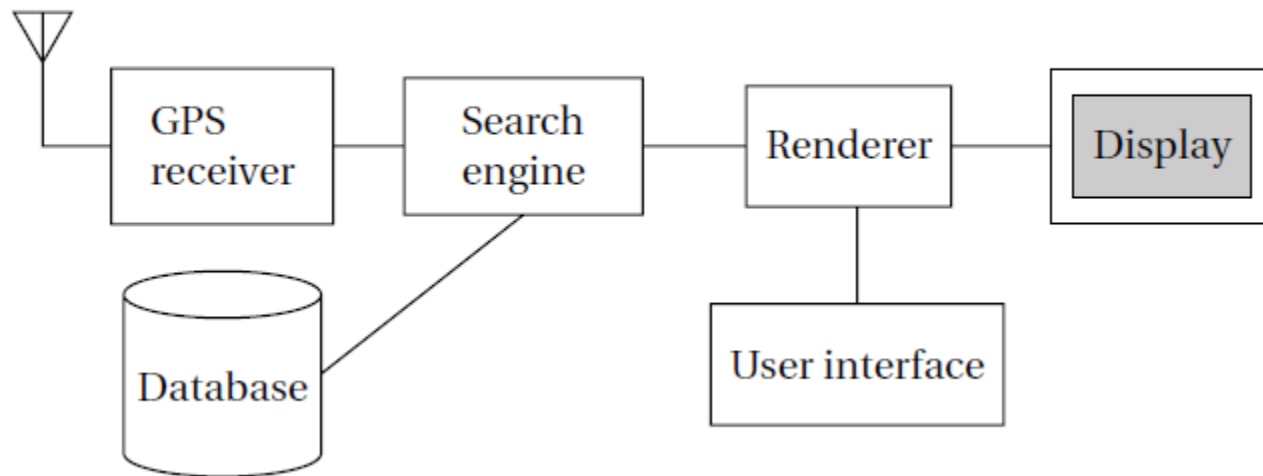 GPS
receiver
Search
engine
Renderer
Display
Database
User interface